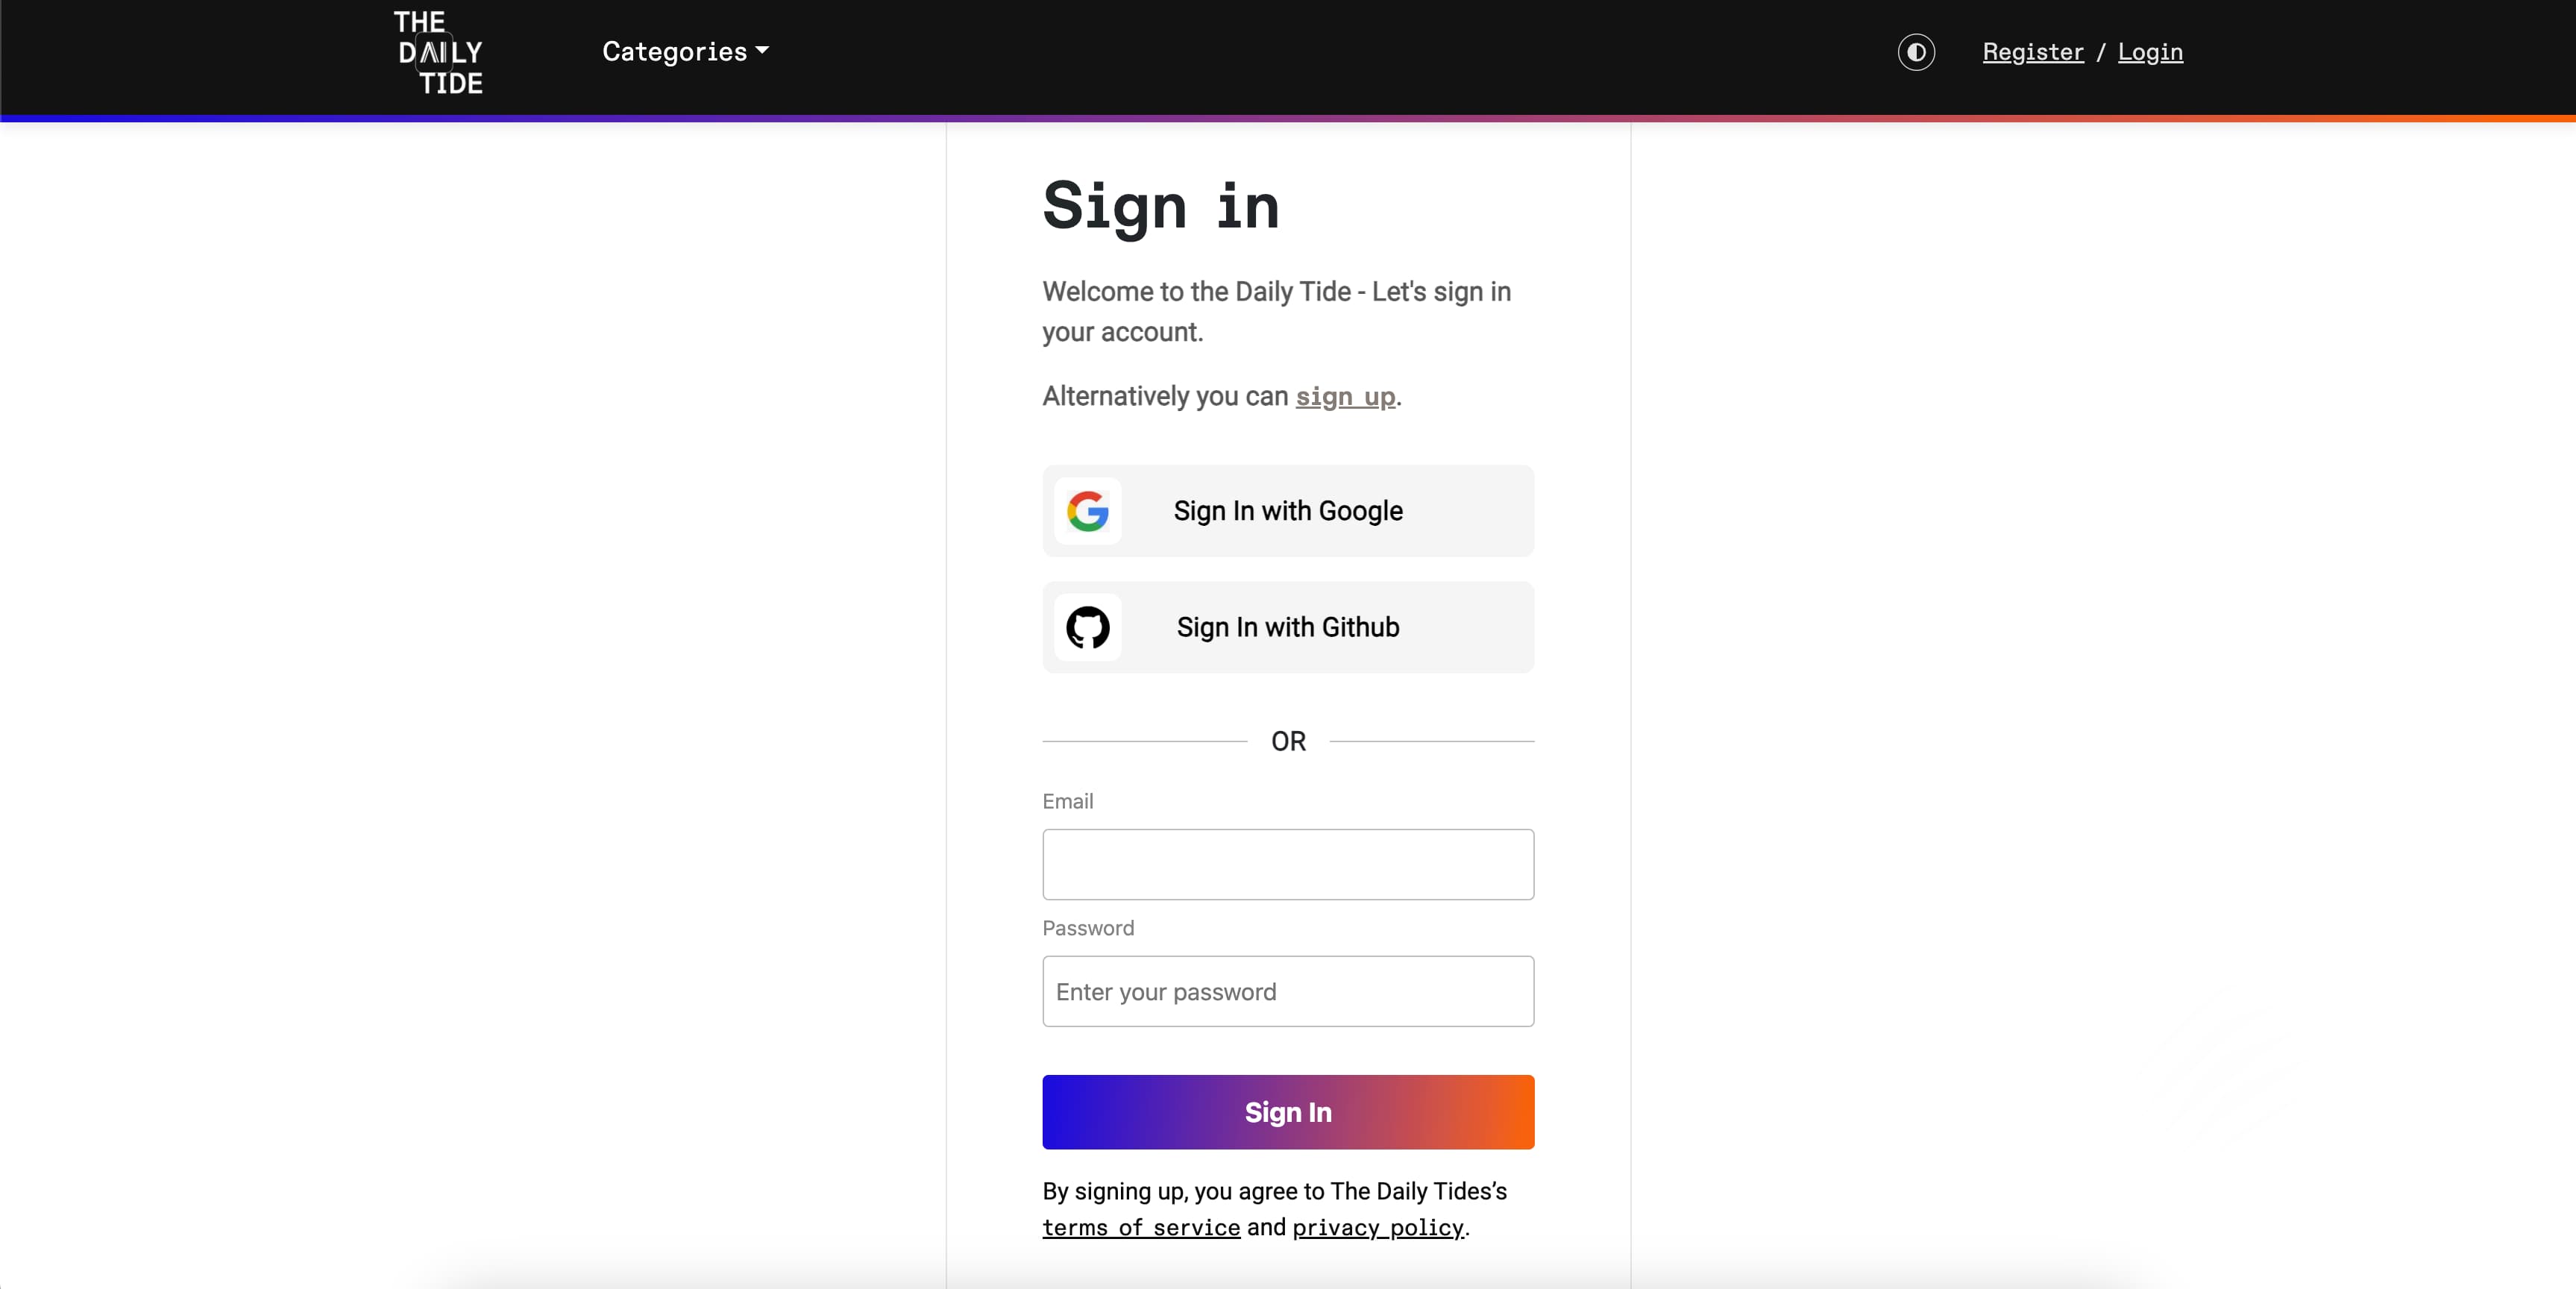 THE
DAILY
TIDE
Categories
Register / Login
Sign in
Welcome to the Daily Tide - Let's sign in
your account.
Alternatively you can sign up.
Sign In with Google
Sign In with Github
OR
Email
Password
Enter your password
Sign In
By signing up, you agree to The Daily Tides’s
terms of service and privacy policy.